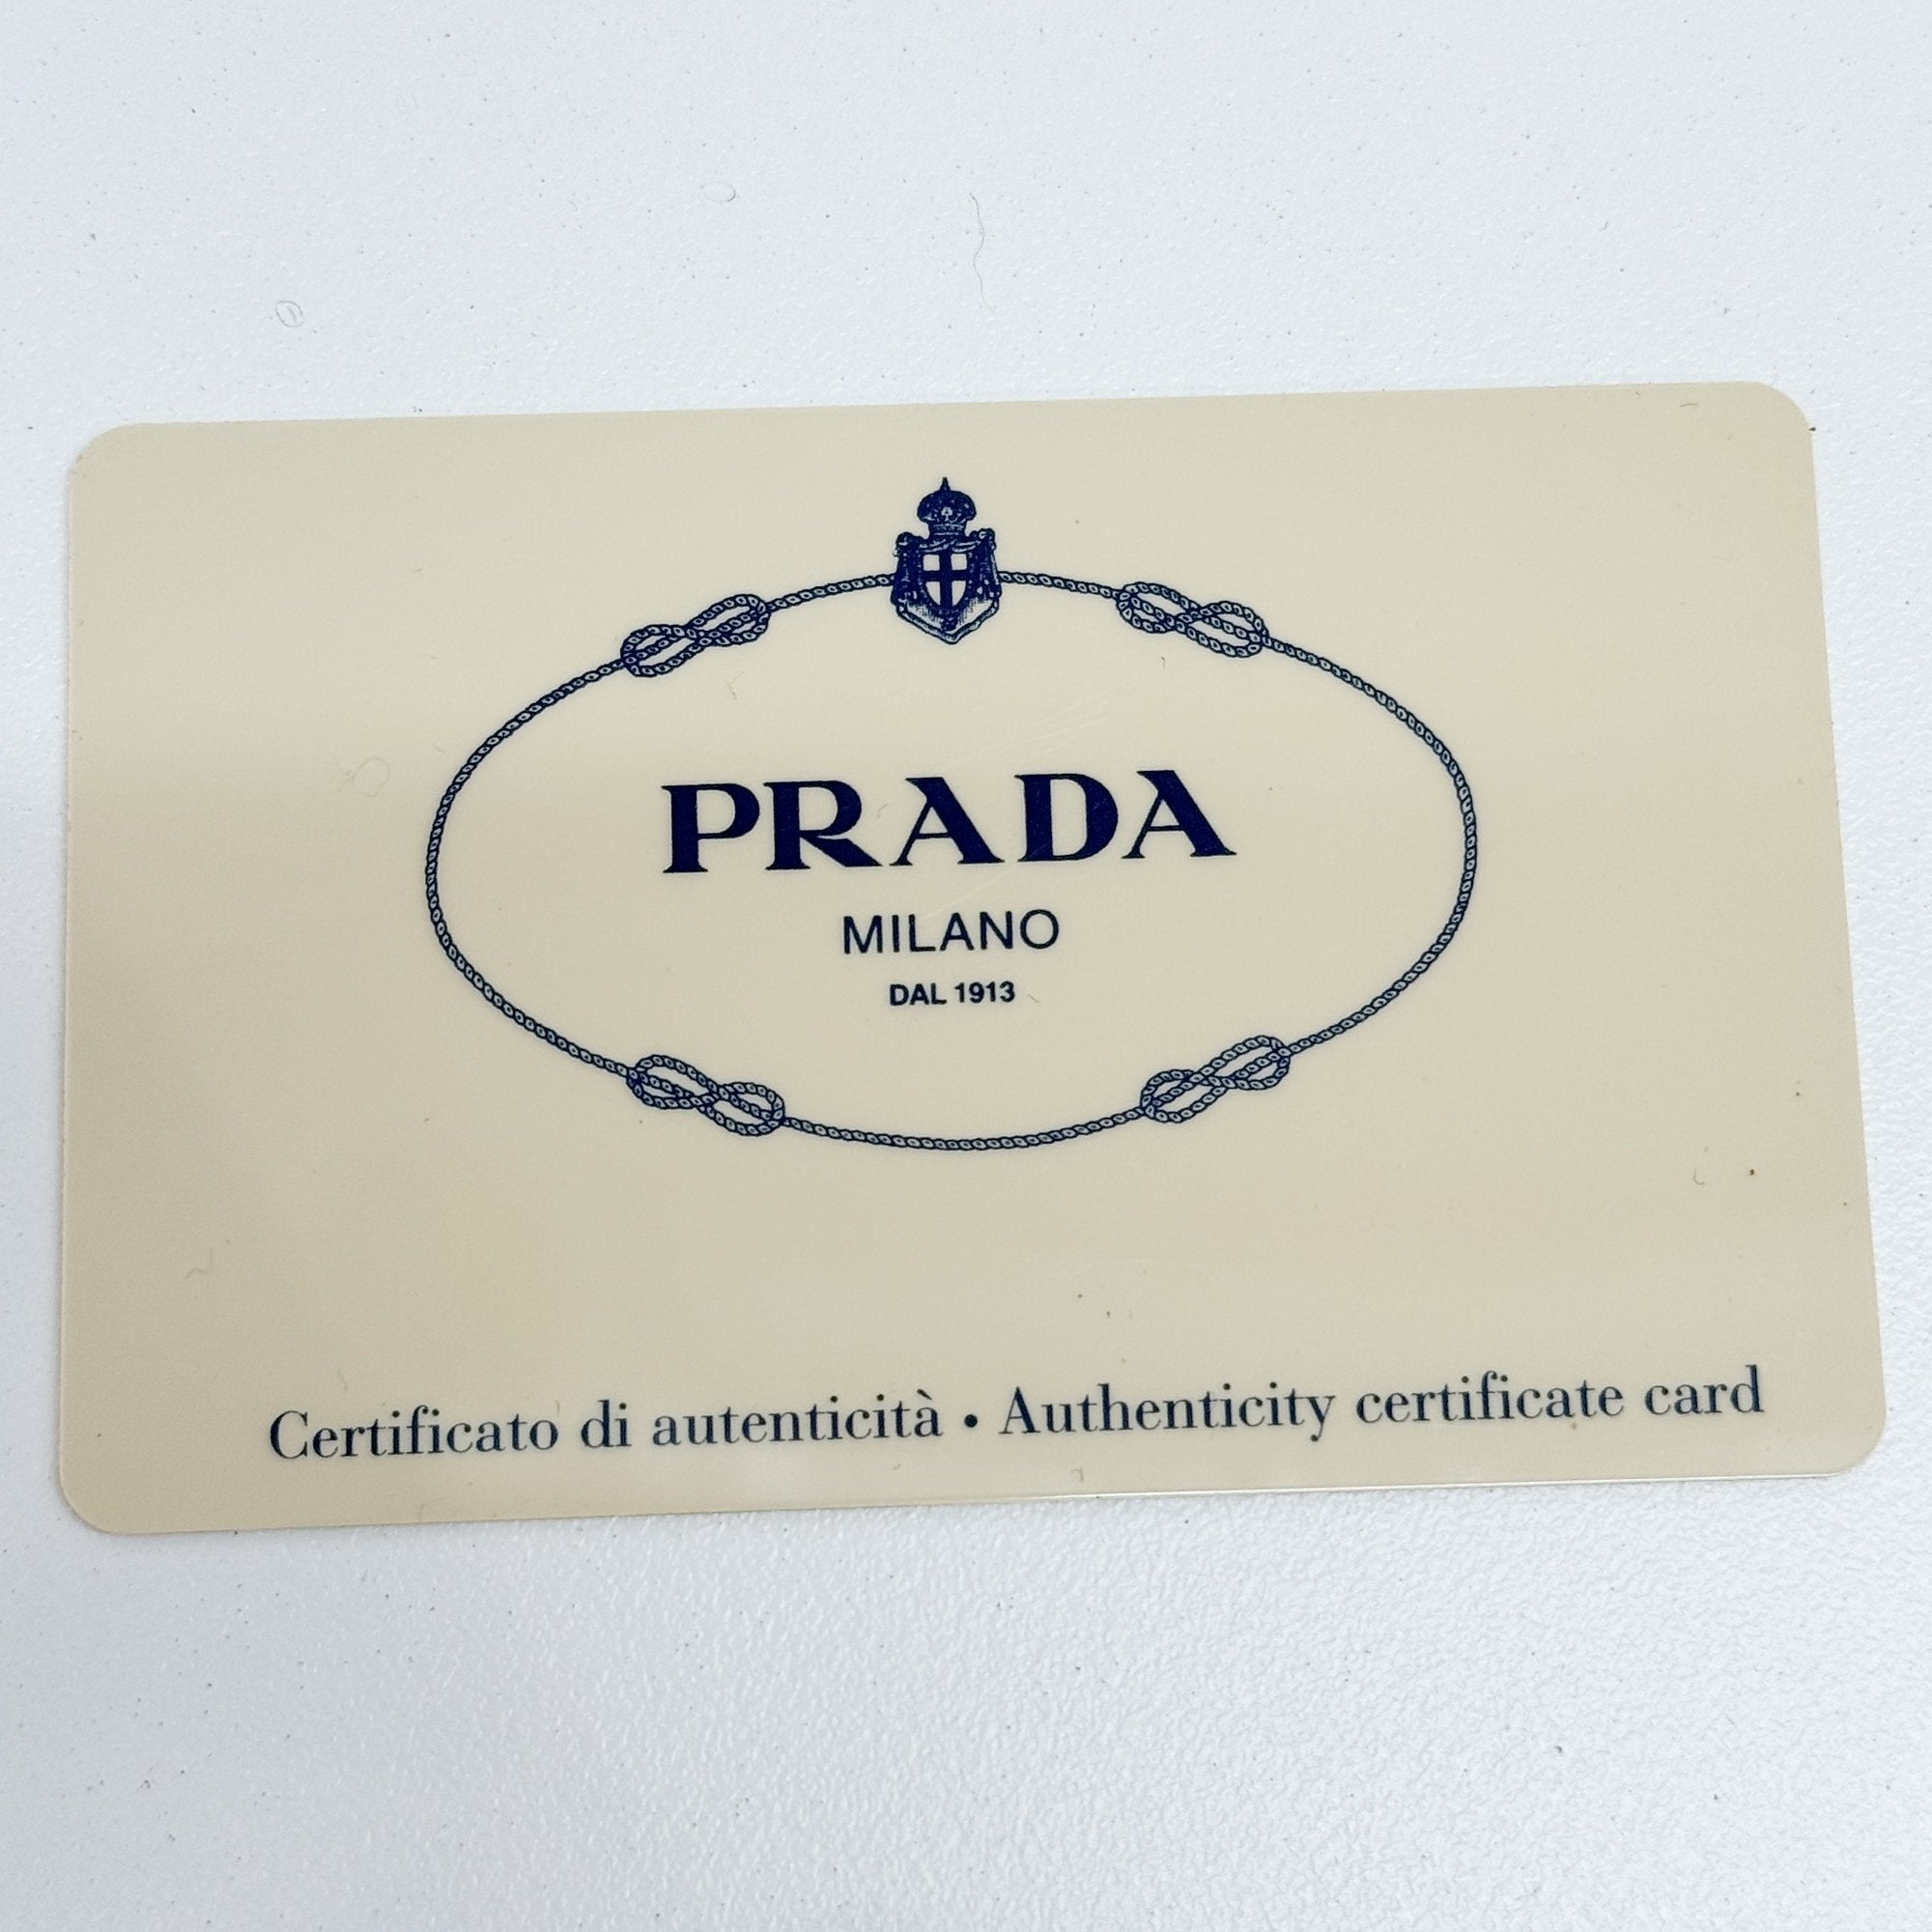 PRADA
MILANO
DAL 1913
Certificato di autenticità • Authenticity certificate card